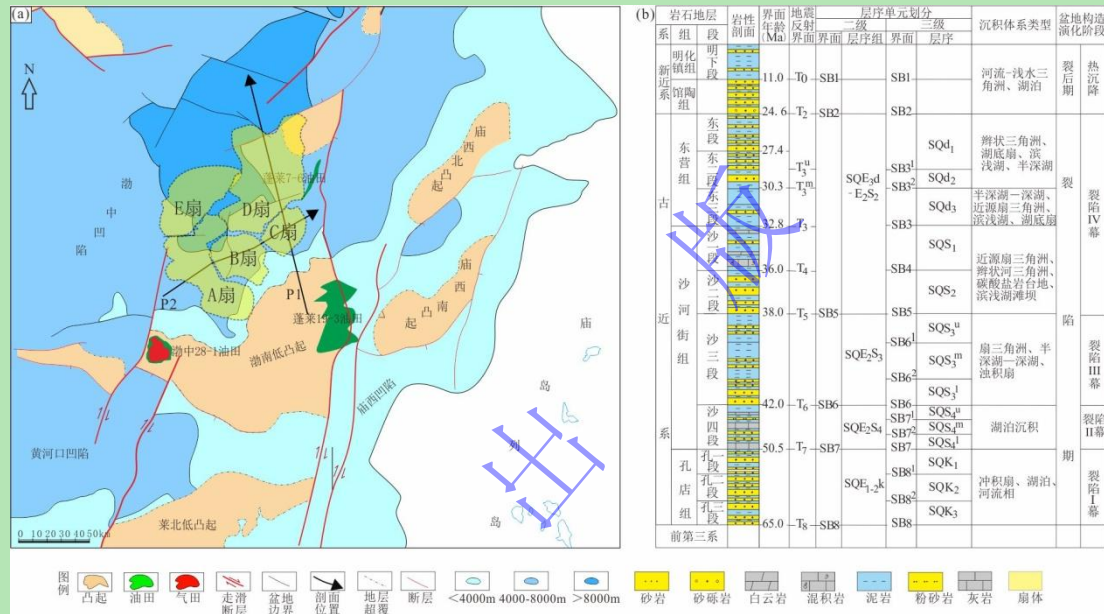 (a)
N
渤
中
凹
陷
蓬莱7-6油田
E扇
D扇
C扇
B扇
A扇
P2
P1
蓬莱19-3油田
渤中28-1油田
渤南低凸起
庙
西
北
凸
起
庙
西
南
凸
起
庙西凹陷
庙
岛
列
岛
黄河口凹陷
莱北低凸起
0 10 20 30 40 50km
(b)
岩石地层
系 组 段
岩性剖面
界面年龄(Ma)
地震反射界面
层序单元划分
二级 三级
界面 层序组 界面 层序
沉积体系类型
盆地构造演化阶段
新近系
明化镇组 明下段
馆陶组
11.0 T0 SB1 SB1
24.6 T₂ SB2 SB2
河流-浅水三角洲、湖泊
裂后期 热沉降
古近系
东营组
东一段
27.4
东二段
T₃ᵘ SB3¹
30.3 T₃ᵐ SB3²
东三段
32.8 T₃ SB3
SQE₃d-E₂S₂
SQd₁
SQd₂
SQd₃
辫状三角洲、湖底扇、滨浅湖、半深湖
半深湖—深湖、近源扇三角洲、滨浅湖、湖底扇
沙河街组
沙一段
36.0 T₄ SB4
沙二段
38.0 T₅ SB5 SB5
SQS₁
SQS₂
近源扇三角洲、辫状河三角洲、碳酸盐岩台地、滨浅湖滩坝
裂陷IV幕
沙三段
SQE₂S₃
SB6¹
SB6²
SQS₃ᵘ
SQS₃ᵐ
SQS₃ˡ
扇三角洲、半深湖—深湖、浊积扇
裂陷III幕
42.0 T₆ SB6 SB6
沙四段
SQE₂S₄
SB7¹
SB7²
SQS₄ᵘ
SQS₄ᵐ
SQS₄ˡ
湖泊沉积
裂陷II幕
50.5 T₇ SB7 SB7
孔店组
孔一段
孔二段
孔三段
SQE₁₋₂k
SB8¹
SB8²
SQK₁
SQK₂
SQK₃
冲积扇、湖泊、河流相
裂陷I幕
裂陷期
65.0 T₈ SB8 SB8
前第三系
出
版
图例
凸起 油田 气田 走滑断层 盆地边界 剖面位置 地层超覆 断层 <4000m 4000-8000m >8000m 砂岩 砂砾岩 白云岩 混积岩 泥岩 粉砂岩 灰岩 扇体